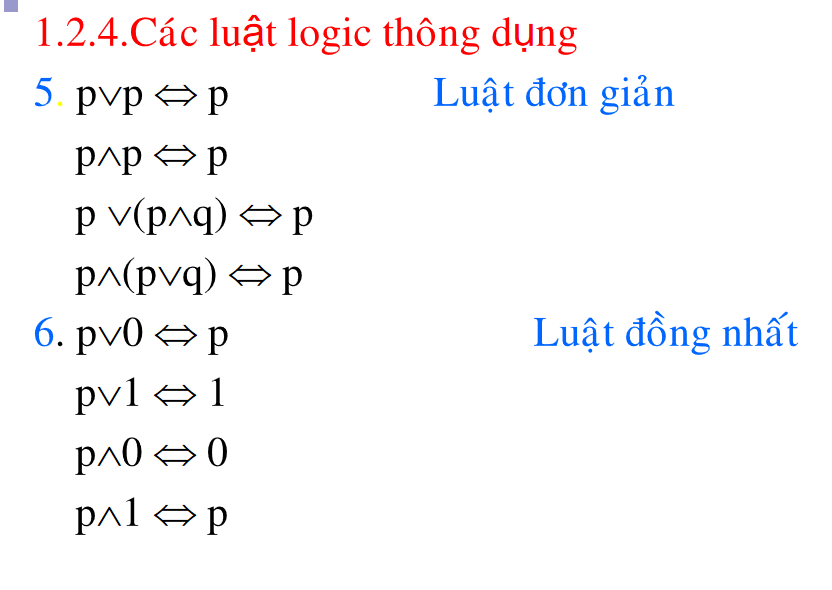 1.2.4.Các luật logic thông dụng
5. p∨p ⇔ p Luật đơn giản
p∧p ⇔ p
p ∨(p∧q) ⇔ p
p∧(p∨q) ⇔ p
6. p∨0 ⇔ p Luật đồng nhất
p∨1 ⇔ 1
p∧0 ⇔ 0
p∧1 ⇔ p